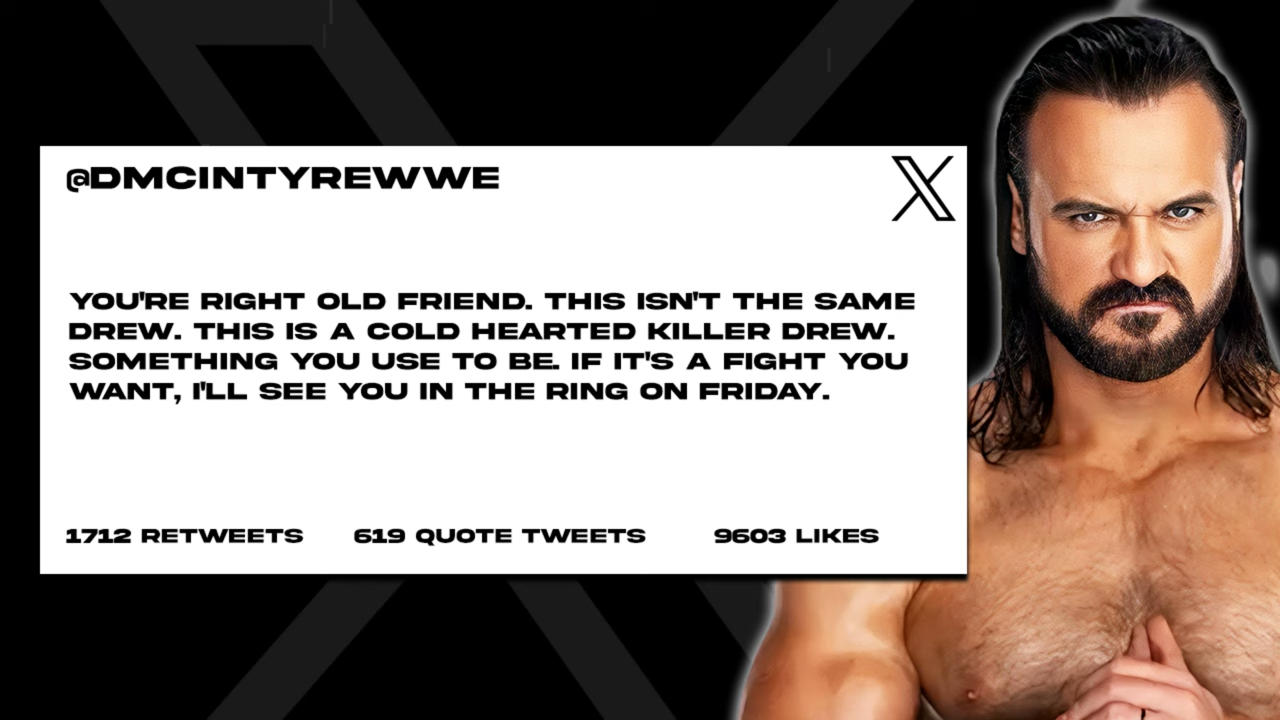 @DMCINTYREWWE
YOU'RE RIGHT OLD FRIEND. THIS ISN'T THE SAME
DREW. THIS IS A COLD HEARTED KILLER DREW.
SOMETHING YOU USE TO BE. IF IT'S A FIGHT YOU
WANT, I'LL SEE YOU IN THE RING ON FRIDAY.
1712 RETWEETS 619 QUOTE TWEETS 9603 LIKES